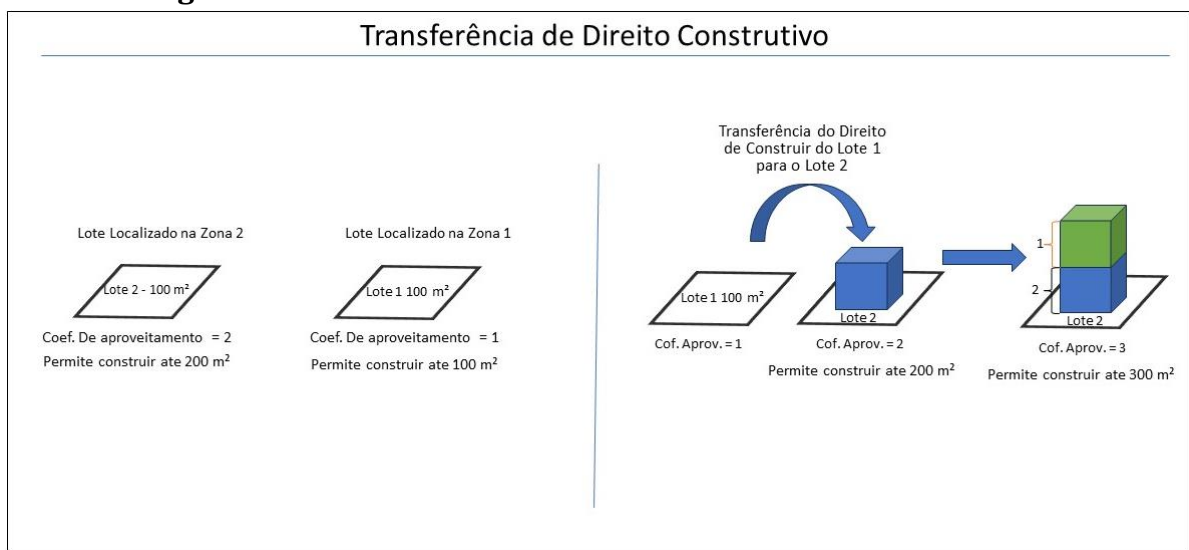 Transferência de Direito Construtivo
Lote Localizado na Zona 2
Lote 2 - 100 m²
Coef. De aproveitamento = 2
Permite construir ate 200 m²
Lote Localizado na Zona 1
Lote 1 100 m²
Coef. De aproveitamento = 1
Permite construir ate 100 m²
Transferência do Direito
de Construir do Lote 1
para o Lote 2
Lote 1 100 m²
Cof. Aprov. = 1
Lote 2
Cof. Aprov. = 2
Permite construir ate 200 m²
1
2
Lote 2
Cof. Aprov. = 3
Permite construir ate 300 m²